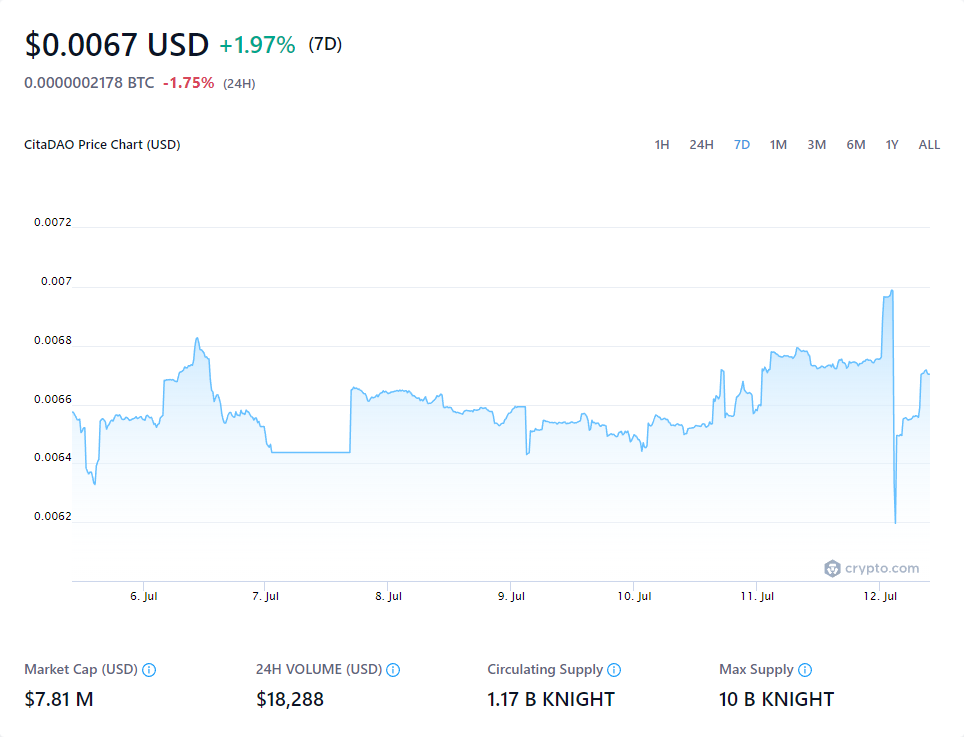 $0.0067 USD +1.97% (7D)
0.0000002178 BTC -1.75% (24H)
CitaDAO Price Chart (USD) 1H 24H 7D 1M 3M 6M 1Y ALL
0.0072
0.007
0.0068
0.0066
0.0064
0.0062
crypto.com
6. Jul 7. Jul 8. Jul 9. Jul 10. Jul 11. Jul 12. Jul
Market Cap (USD) 24H VOLUME (USD) Circulating Supply Max Supply
$7.81 M $18,288 1.17 B KNIGHT 10 B KNIGHT